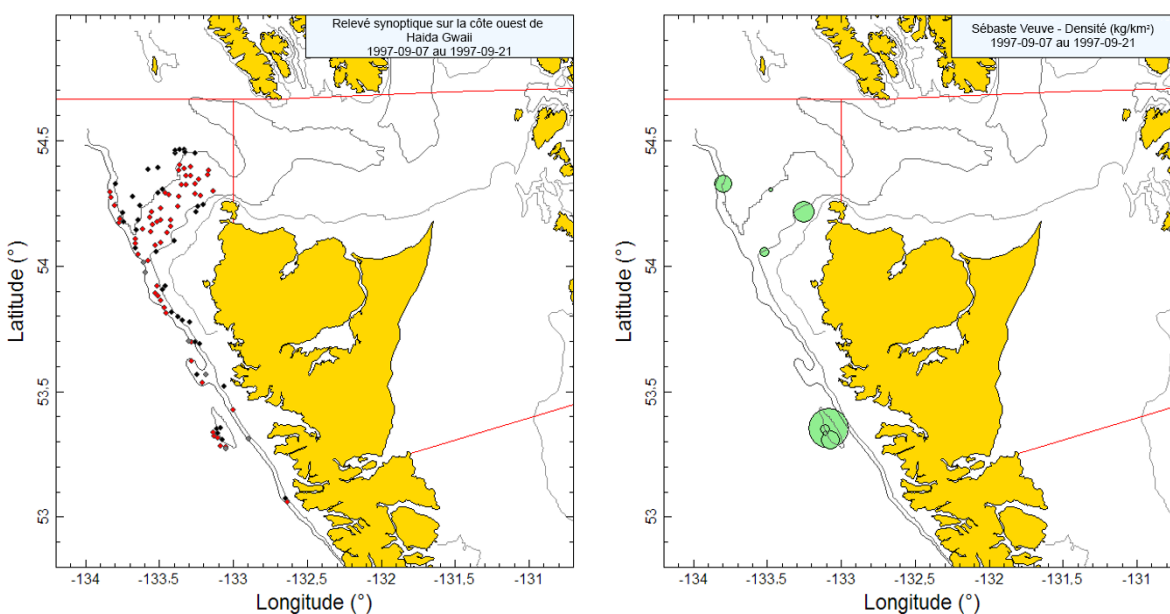 Relevé synoptique sur la côte ouest de
Haida Gwaii
1997-09-07 au 1997-09-21
54,5
54
53,5
53
Latitude (°)
-134
-133,5
-133
-132,5
-132
-131,5
-131
Longitude (°)
Sébaste Veuve - Densité (kg/km²)
1997-09-07 au 1997-09-21
54,5
54
53,5
53
Latitude (°)
-134
-133,5
-133
-132,5
-132
-131,5
-131
Longitude (°)